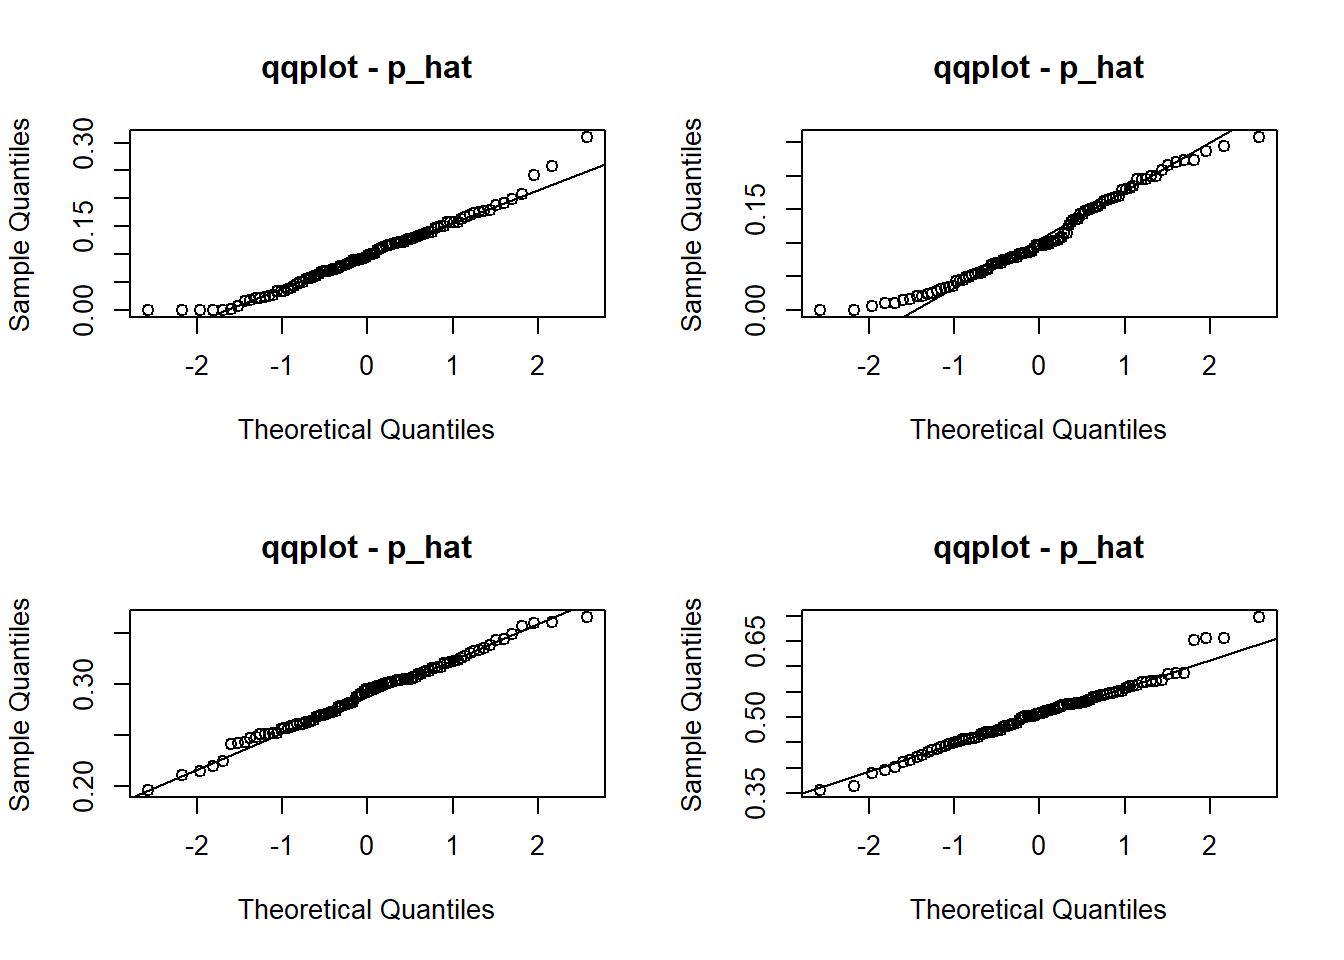 qqplot - p_hat
Sample Quantiles
0.30
0.15
0.00
-2 -1 0 1 2
Theoretical Quantiles
qqplot - p_hat
Sample Quantiles
0.15
0.00
-2 -1 0 1 2
Theoretical Quantiles
qqplot - p_hat
Sample Quantiles
0.30
0.20
-2 -1 0 1 2
Theoretical Quantiles
qqplot - p_hat
Sample Quantiles
0.65
0.50
0.35
-2 -1 0 1 2
Theoretical Quantiles